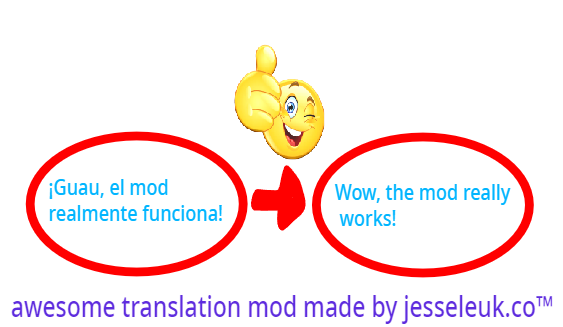 ¡Guau, el mod
realmente funciona!
Wow, the mod really
works!
awesome translation mod made by jesseleuk.co™